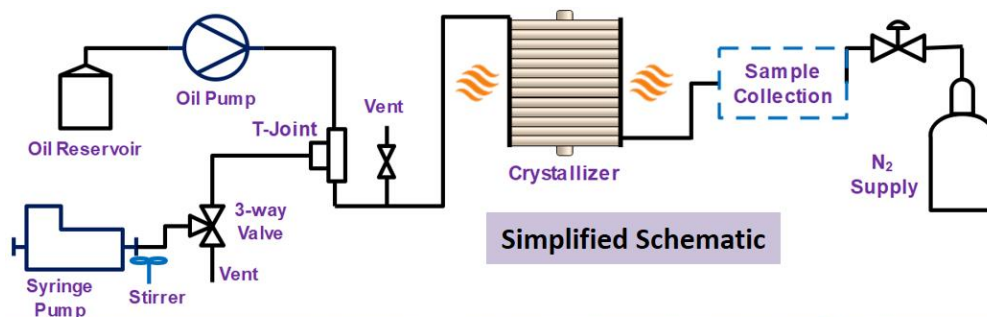 Oil Pump
Oil Reservoir
T-Joint
Vent
Crystallizer
Sample
Collection
N₂
Supply
3-way
Valve
Simplified Schematic
Syringe
Pump
Stirrer
Vent